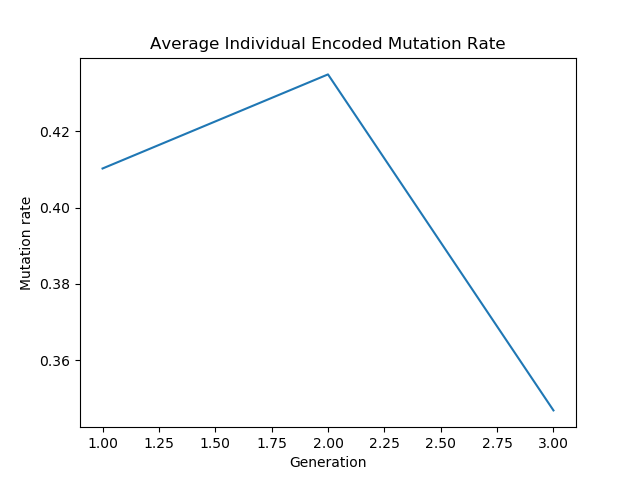 Average Individual Encoded Mutation Rate
Mutation rate
0.42
0.40
0.38
0.36
1.00 1.25 1.50 1.75 2.00 2.25 2.50 2.75 3.00
Generation